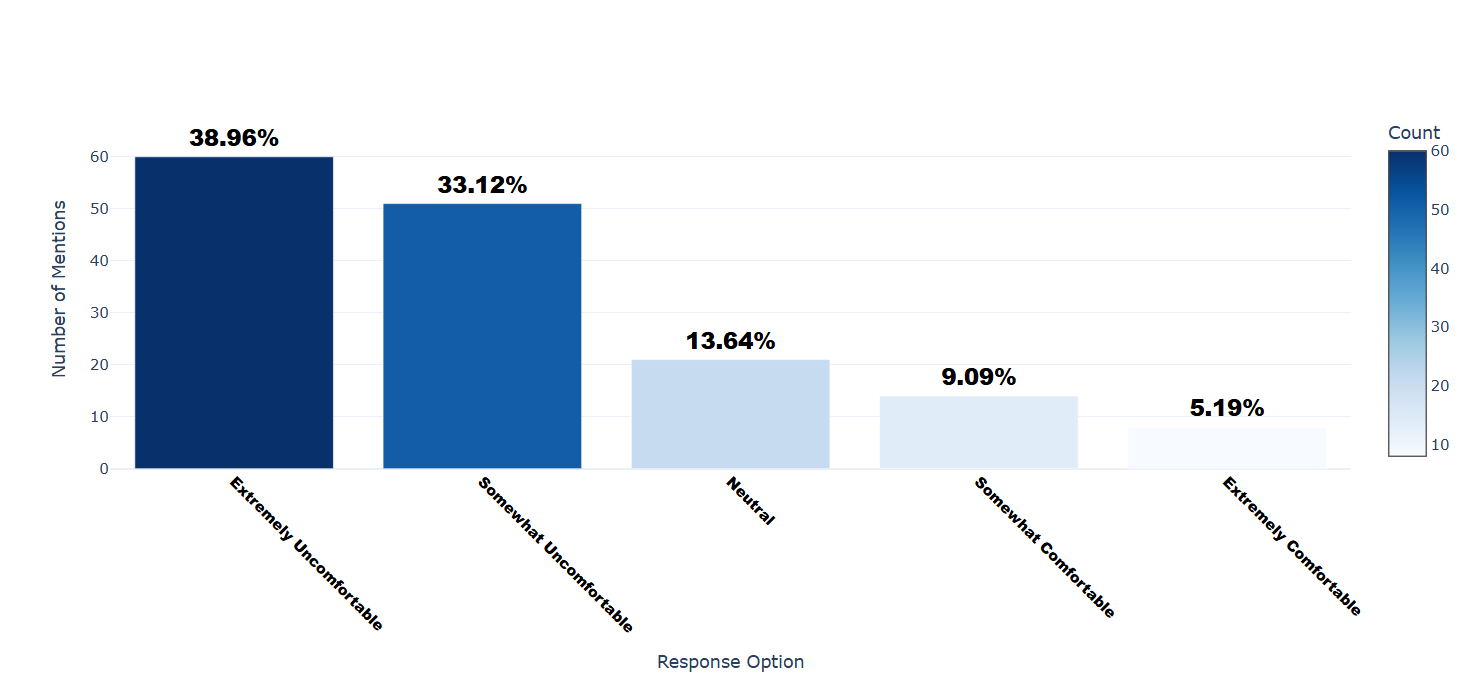 38.96%
33.12%
13.64%
9.09%
5.19%
Number of Mentions
60
50
40
30
20
10
0
Extremely Uncomfortable
Somewhat Uncomfortable
Neutral
Somewhat Comfortable
Extremely Comfortable
Response Option
Count
60
50
40
30
20
10